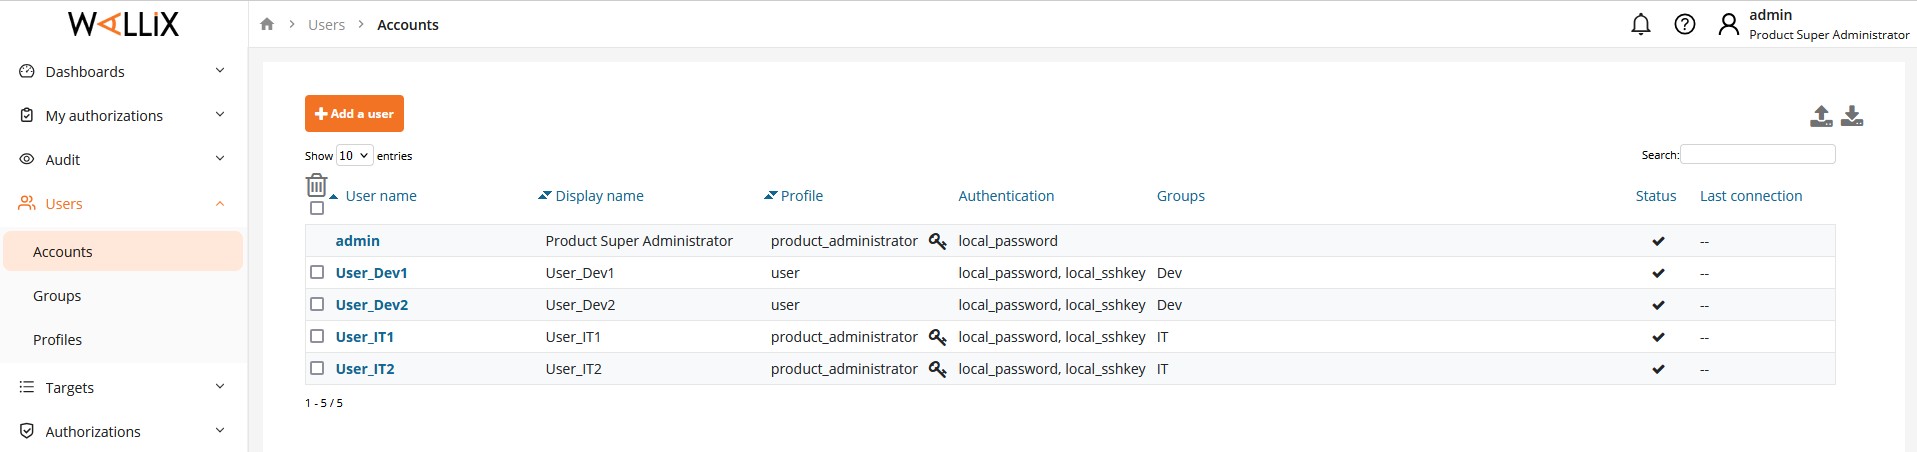 WALLIX
Users > Accounts
admin
Product Super Administrator
Dashboards
My authorizations
Audit
Users
Accounts
Groups
Profiles
Targets
Authorizations
Add a user
Show 10 entries
Search:
User name Display name Profile Authentication Groups Status Last connection
admin Product Super Administrator product_administrator local_password --
User_Dev1 User_Dev1 user local_password, local_sshkey Dev --
User_Dev2 User_Dev2 user local_password, local_sshkey Dev --
User_IT1 User_IT1 product_administrator local_password, local_sshkey IT --
User_IT2 User_IT2 product_administrator local_password, local_sshkey IT --
1 - 5 / 5